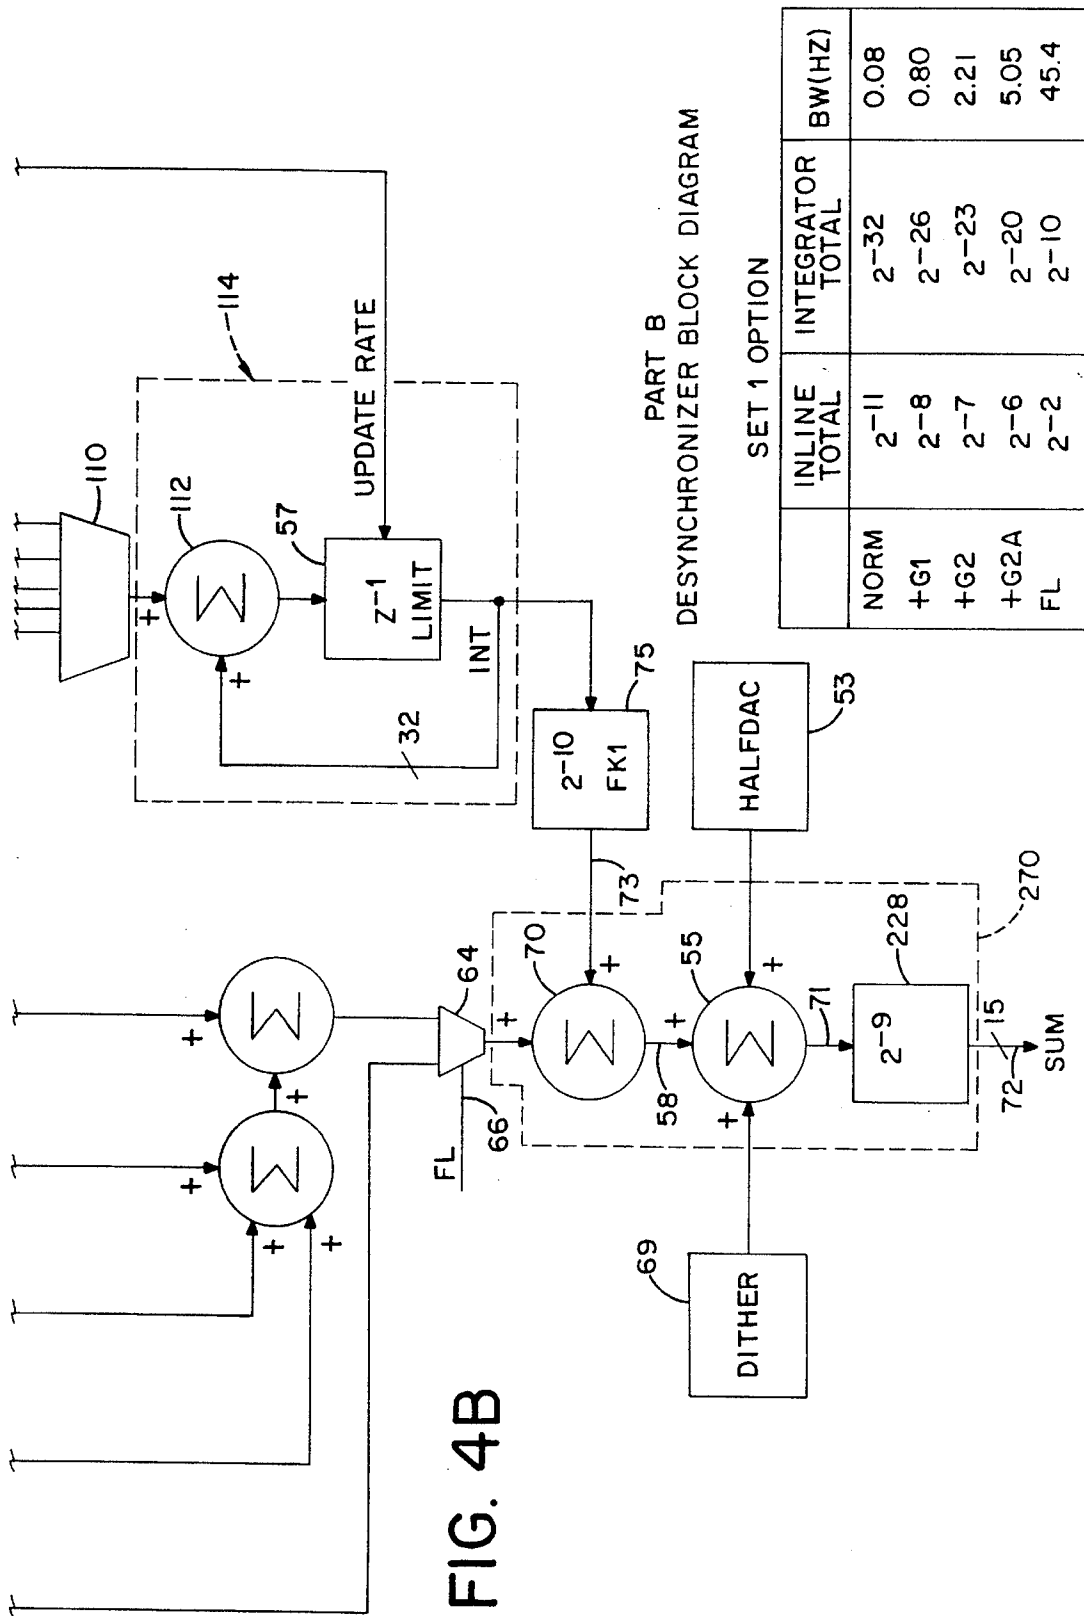 110
112
+
Σ
+
57
Z⁻¹
LIMIT
INT
32
114
UPDATE RATE
2⁻¹⁰
FK1
75
73
+
Σ
+
+
+
Σ
+
64
FL
66
+
70
Σ
+
58
+
55
Σ
+
+
HALFDAC
53
DITHER
69
71
2⁻⁹
228
270
15
72
SUM
PART B
DESYNCHRONIZER BLOCK DIAGRAM
SET 1 OPTION
INLINE TOTAL INTEGRATOR TOTAL BW(HZ)
NORM 2⁻¹¹ 2⁻³² 0.08
+G1 2⁻⁸ 2⁻²⁶ 0.80
+G2 2⁻⁷ 2⁻²³ 2.21
+G2A 2⁻⁶ 2⁻²⁰ 5.05
FL 2⁻² 2⁻¹⁰ 45.4
FIG. 4B